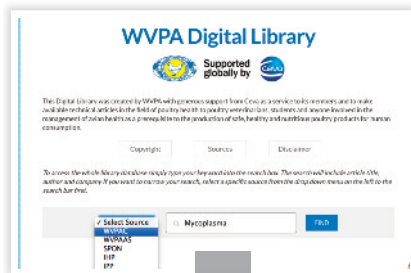 WVPA Digital Library
Supported
globally by
Ceva
This Digital Library was created by WVPA with generous support from Ceva as a service to its members and to make
available technical articles in the field of poultry health to poultry veterinarians, students and anyone involved in the
management of avian health as a prerequisite to the production of safe, healthy and nutritious poultry products for human
consumption.
Copyright Sources Disclaimer
To access the whole library database simply type your key word into the search box. The search will include article title,
author and company if you want to narrow your search, select a specific source from the drop down menu on the left to the
search bar first.
✓ Select Source Mycoplasma FIND
WVPAC
WVPAAS
SPON
IHP
IPP